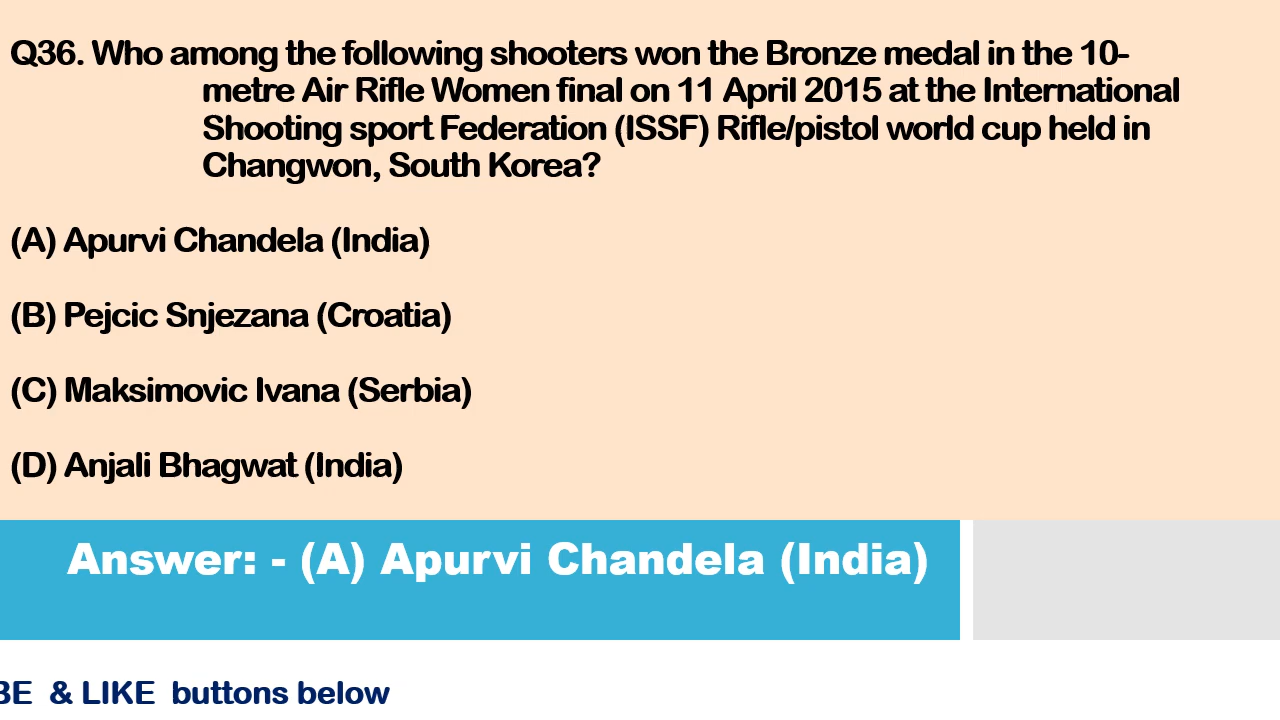 Q36. Who among the following shooters won the Bronze medal in the 10-
metre Air Rifle Women final on 11 April 2015 at the International
Shooting sport Federation (ISSF) Rifle/pistol world cup held in
Changwon, South Korea?
(A) Apurvi Chandela (India)
(B) Pejcic Snjezana (Croatia)
(C) Maksimovic Ivana (Serbia)
(D) Anjali Bhagwat (India)
Answer: - (A) Apurvi Chandela (India)
BE & LIKE buttons below